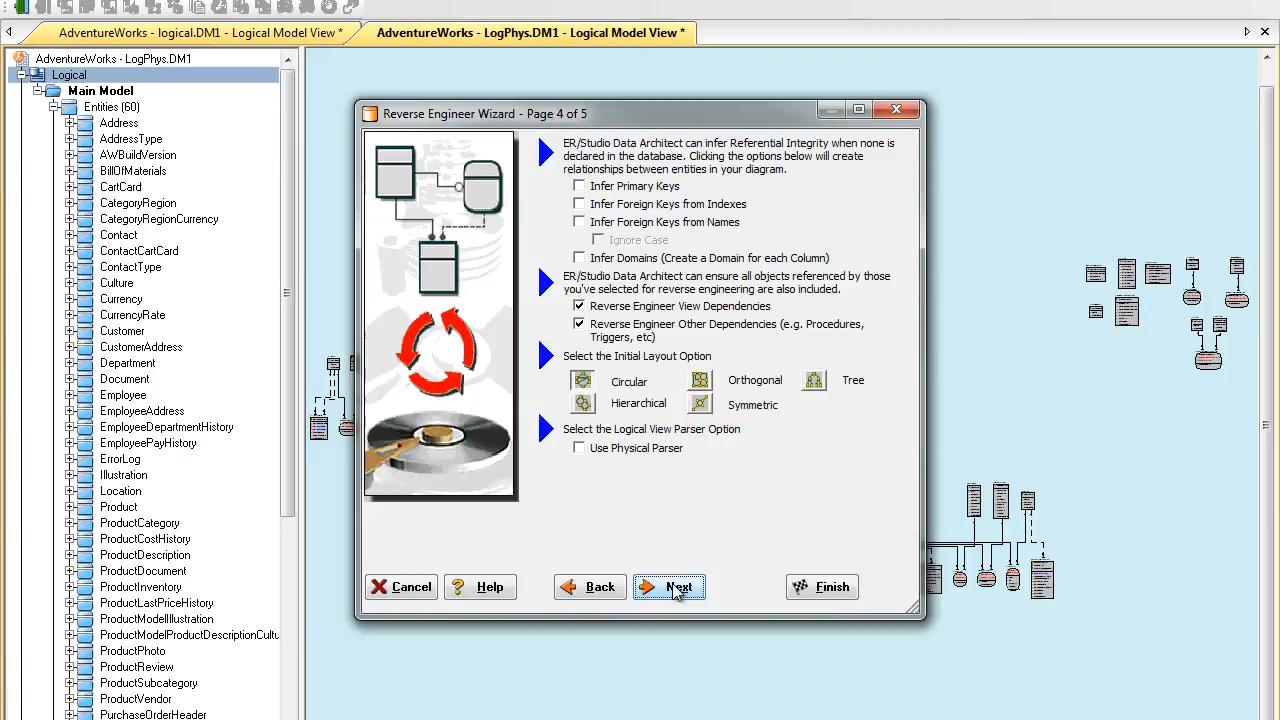 AdventureWorks - logical.DM1 - Logical Model View *
AdventureWorks - LogPhys.DM1 - Logical Model View *
AdventureWorks - LogPhys.DM1
Logical
Main Model
Entities (60)
Address
AddressType
AWBuildVersion
BillOfMaterials
CartCard
CategoryRegion
CategoryRegionCurrency
Contact
ContactCartCard
ContactType
Culture
Currency
CurrencyRate
Customer
CustomerAddress
Department
Document
Employee
EmployeeAddress
EmployeeDepartmentHistory
EmployeePayHistory
ErrorLog
Illustration
Location
Product
ProductCategory
ProductCostHistory
ProductDescription
ProductDocument
ProductInventory
ProductLastPriceHistory
ProductModelIllustration
ProductModelProductDescriptionCultu
ProductPhoto
ProductReview
ProductSubcategory
ProductVendor
PurchaseOrderHeader
Reverse Engineer Wizard - Page 4 of 5
ER/Studio Data Architect can infer Referential Integrity when none is
declared in the database. Clicking the options below will create
relationships between entities in your diagram.
Infer Primary Keys
Infer Foreign Keys from Indexes
Infer Foreign Keys from Names
Ignore Case
Infer Domains (Create a Domain for each Column)
ER/Studio Data Architect can ensure all objects referenced by those
you've selected for reverse engineering are also included.
Reverse Engineer View Dependencies
Reverse Engineer Other Dependencies (e.g. Procedures,
Triggers, etc)
Select the Initial Layout Option
Circular
Orthogonal
Tree
Hierarchical
Symmetric
Select the Logical View Parser Option
Use Physical Parser
Cancel
Help
Back
Next
Finish